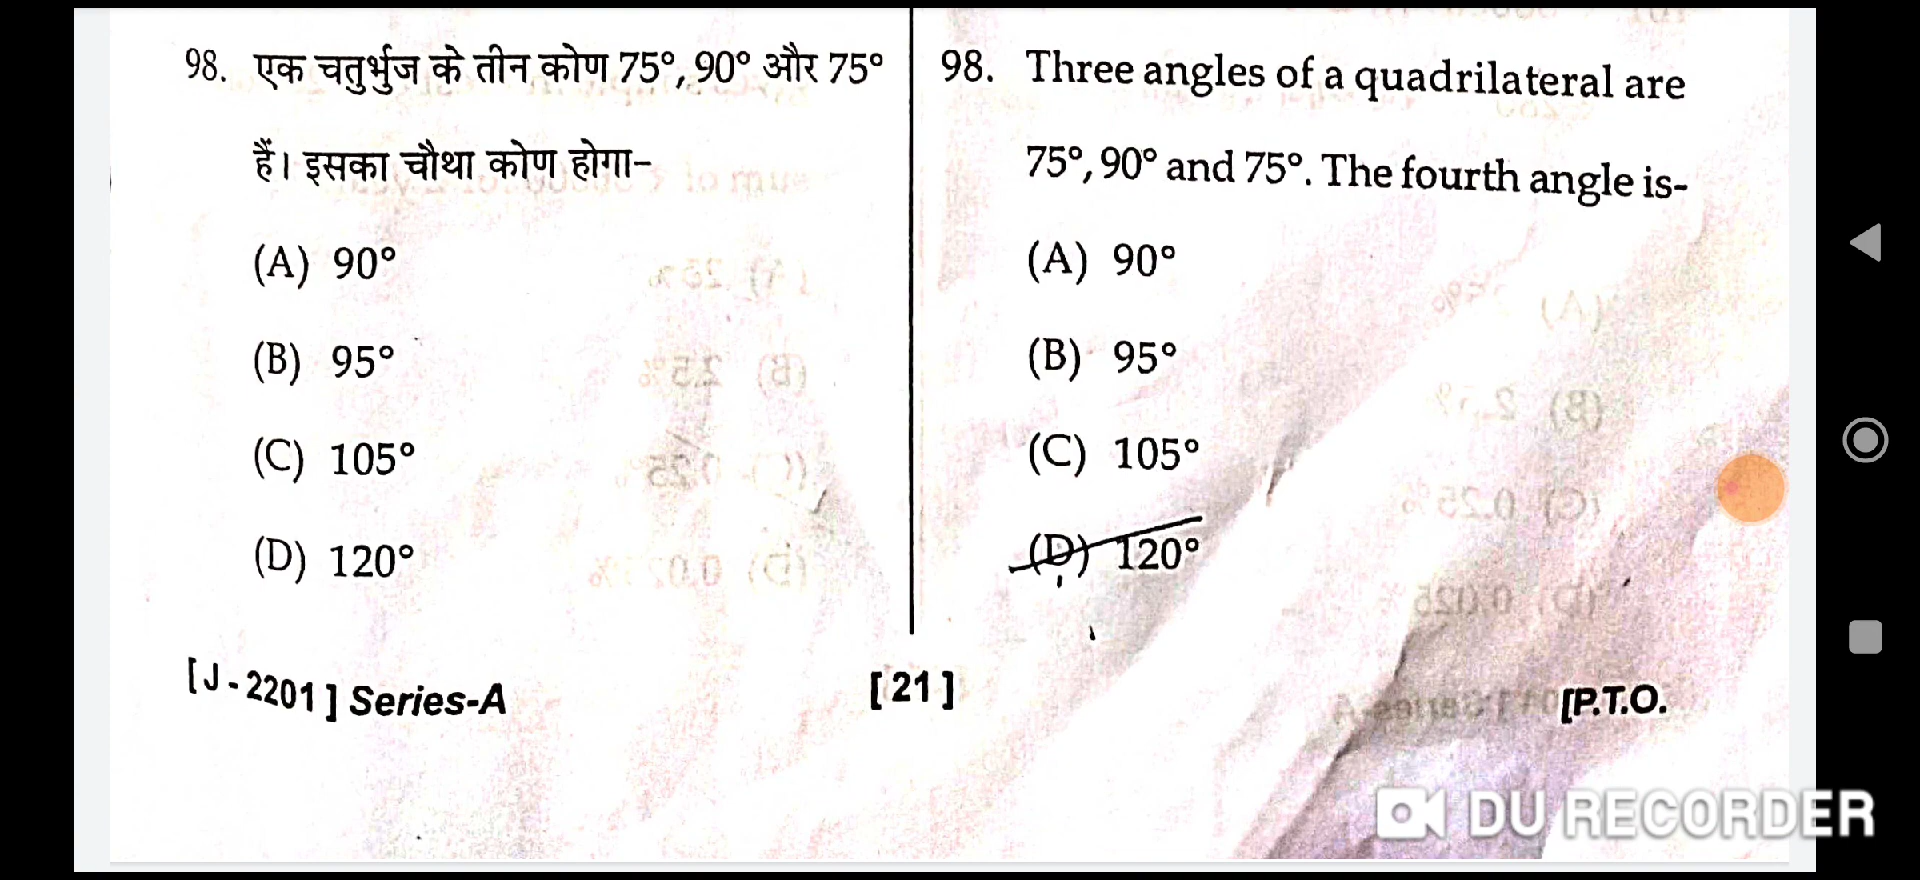 98. एक चतुर्भुज के तीन कोण 75°, 90° और 75°
हैं। इसका चौथा कोण होगा–
(A) 90°
(B) 95°
(C) 105°
(D) 120°
98. Three angles of a quadrilateral are
75°, 90° and 75°. The fourth angle is-
(A) 90°
(B) 95°
(C) 105°
(D) 120°
[J-2201] Series-A
[21]
[P.T.O.
DU RECORDER